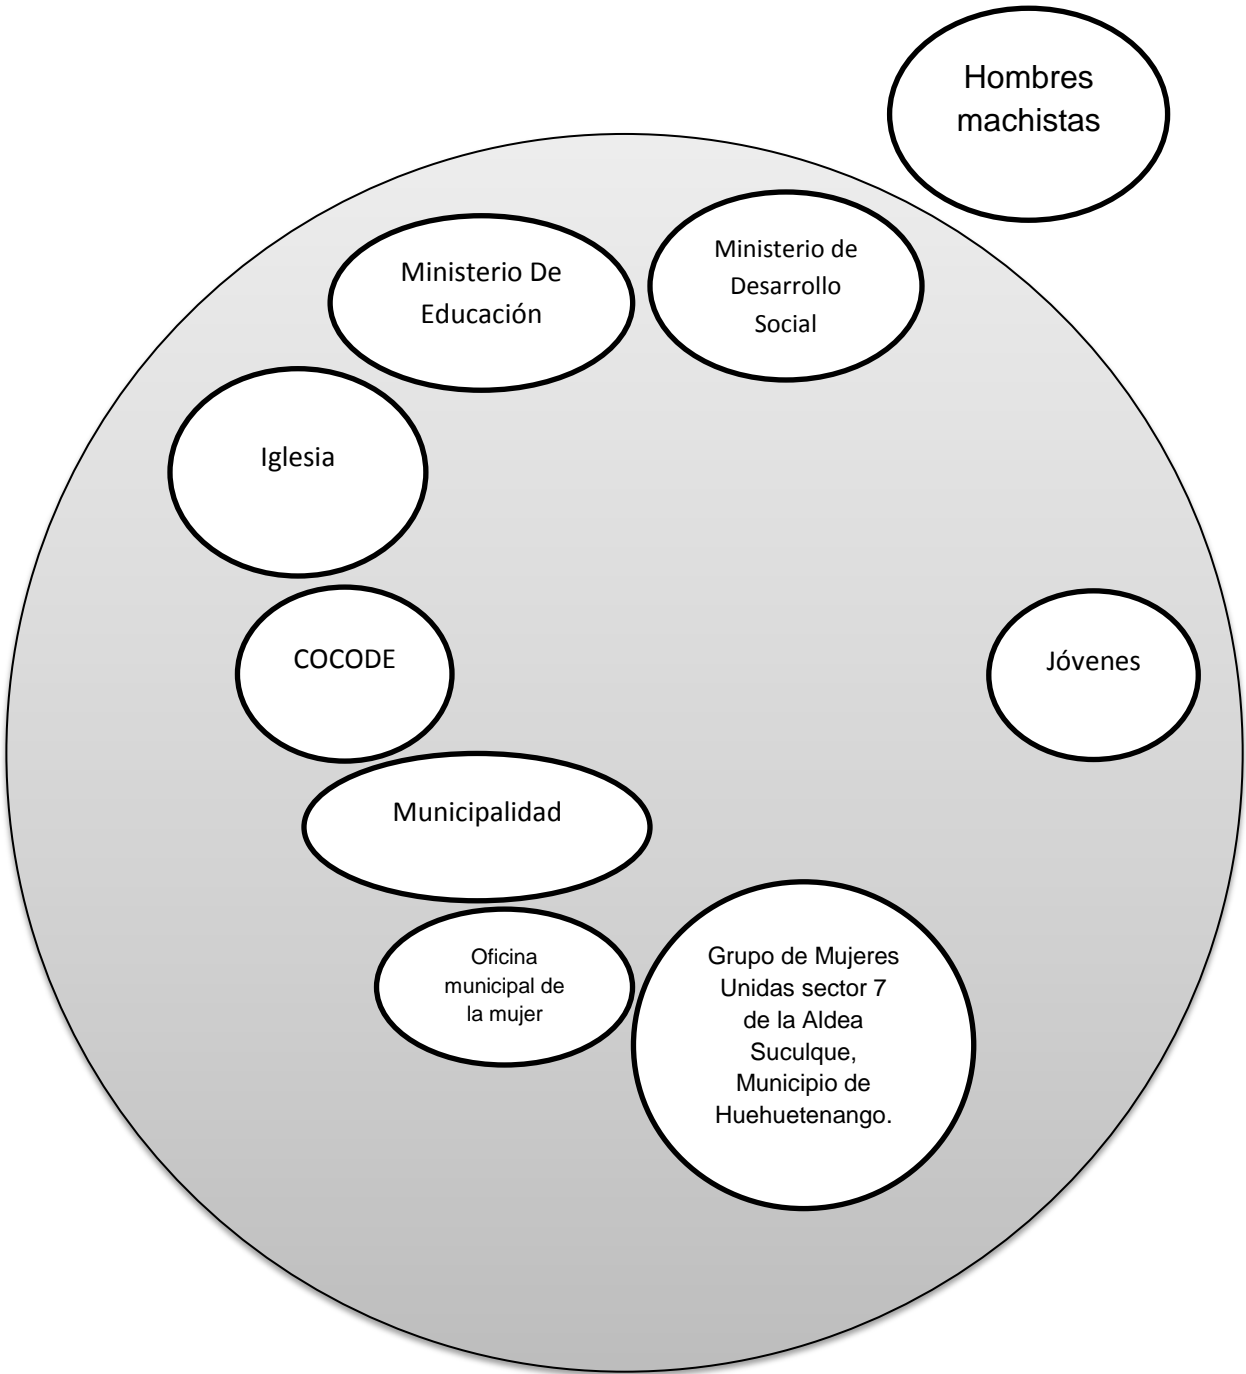 Hombres
machistas
Ministerio De
Educación
Ministerio de
Desarrollo
Social
Iglesia
COCODE
Jóvenes
Municipalidad
Oficina
municipal de
la mujer
Grupo de Mujeres
Unidas sector 7
de la Aldea
Suculque,
Municipio de
Huehuetenango.